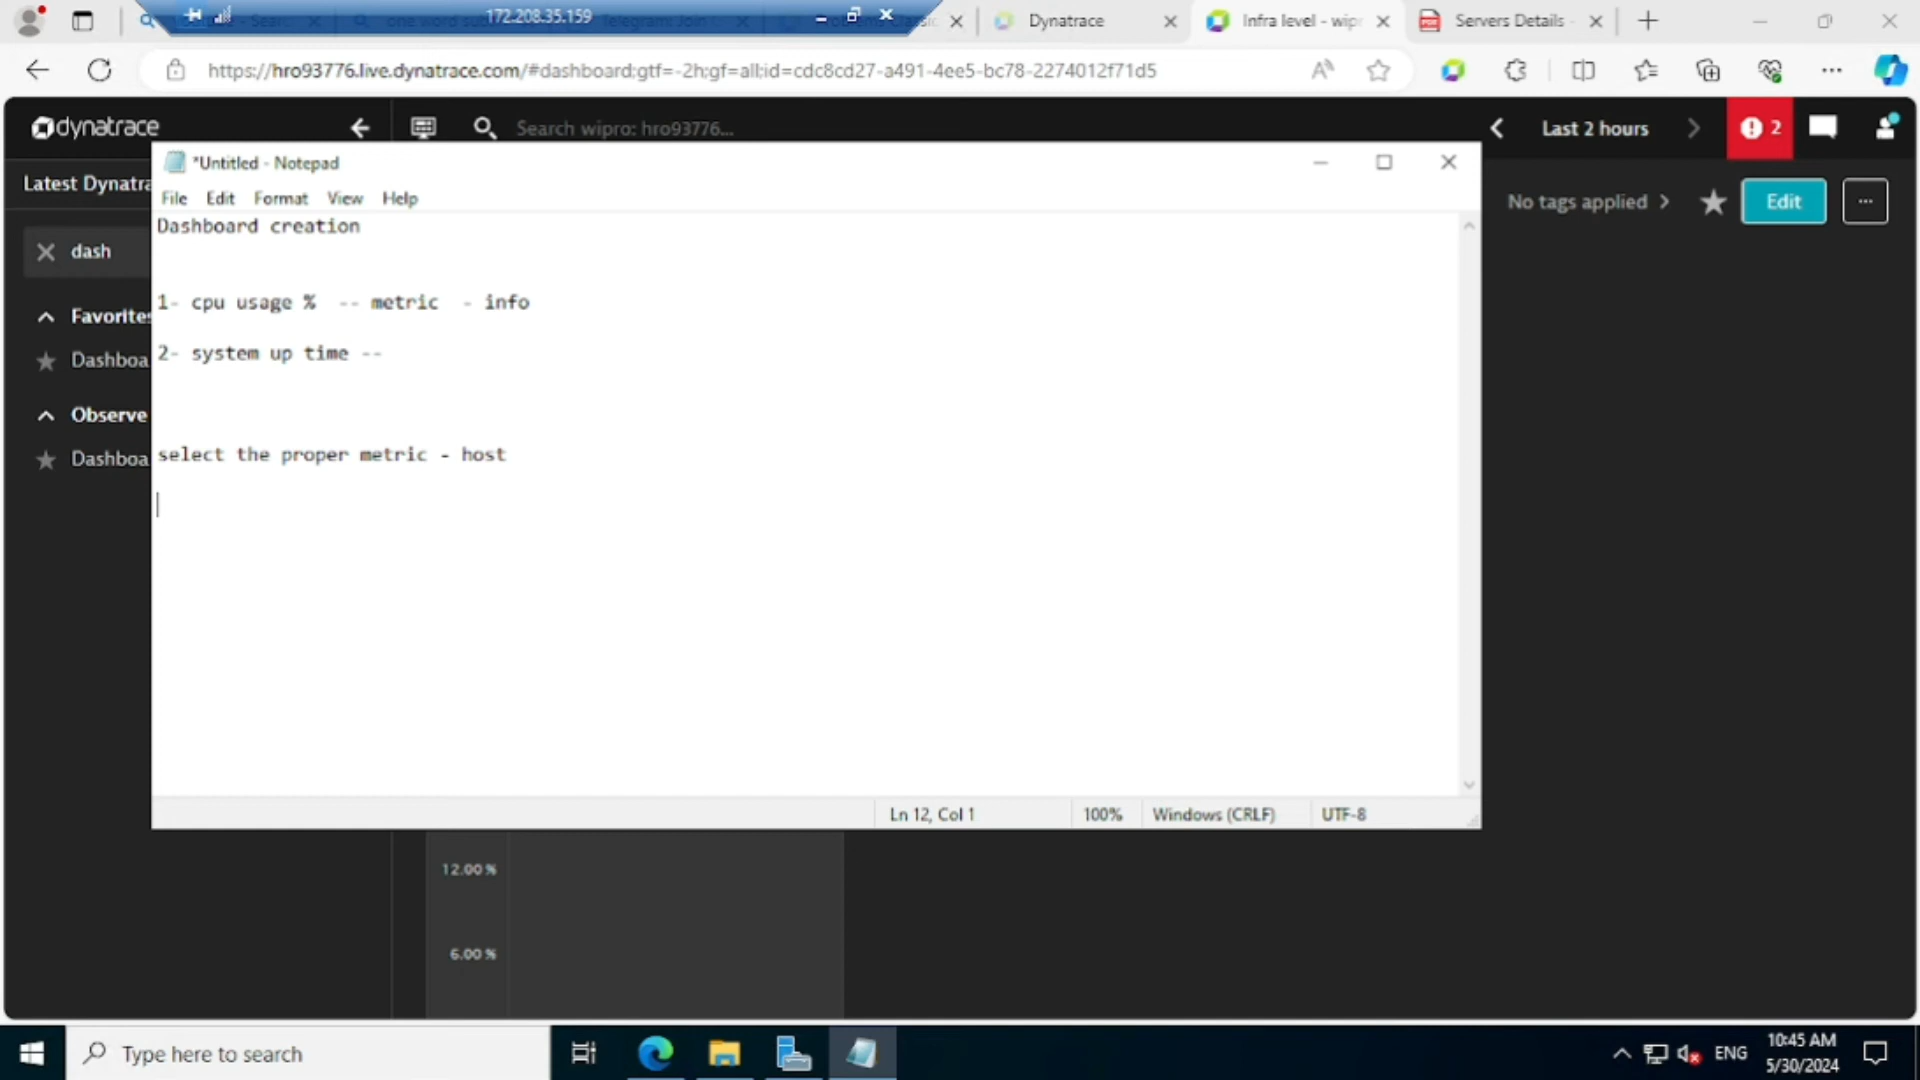 172.208.35.159
Dynatrace
Infra level - wipr
Servers Details
https://hro93776.live.dynatrace.com/#dashboard;gtf=-2h;gf=all;id=cdc8cd27-a491-4ee5-bc78-2274012f71d5
dynatrace
Search wipro: hro93776...
Last 2 hours
2
*Untitled - Notepad
Latest Dynatra
File Edit Format View Help
No tags applied
Edit
Dashboard creation
dash
1- cpu usage % -- metric - info
Favorites
2- system up time --
Dashboa
Observe
select the proper metric - host
Dashboa
Ln 12, Col 1
100%
Windows (CRLF)
UTF-8
12.00 %
6.00 %
Type here to search
ENG
10:45 AM
5/30/2024